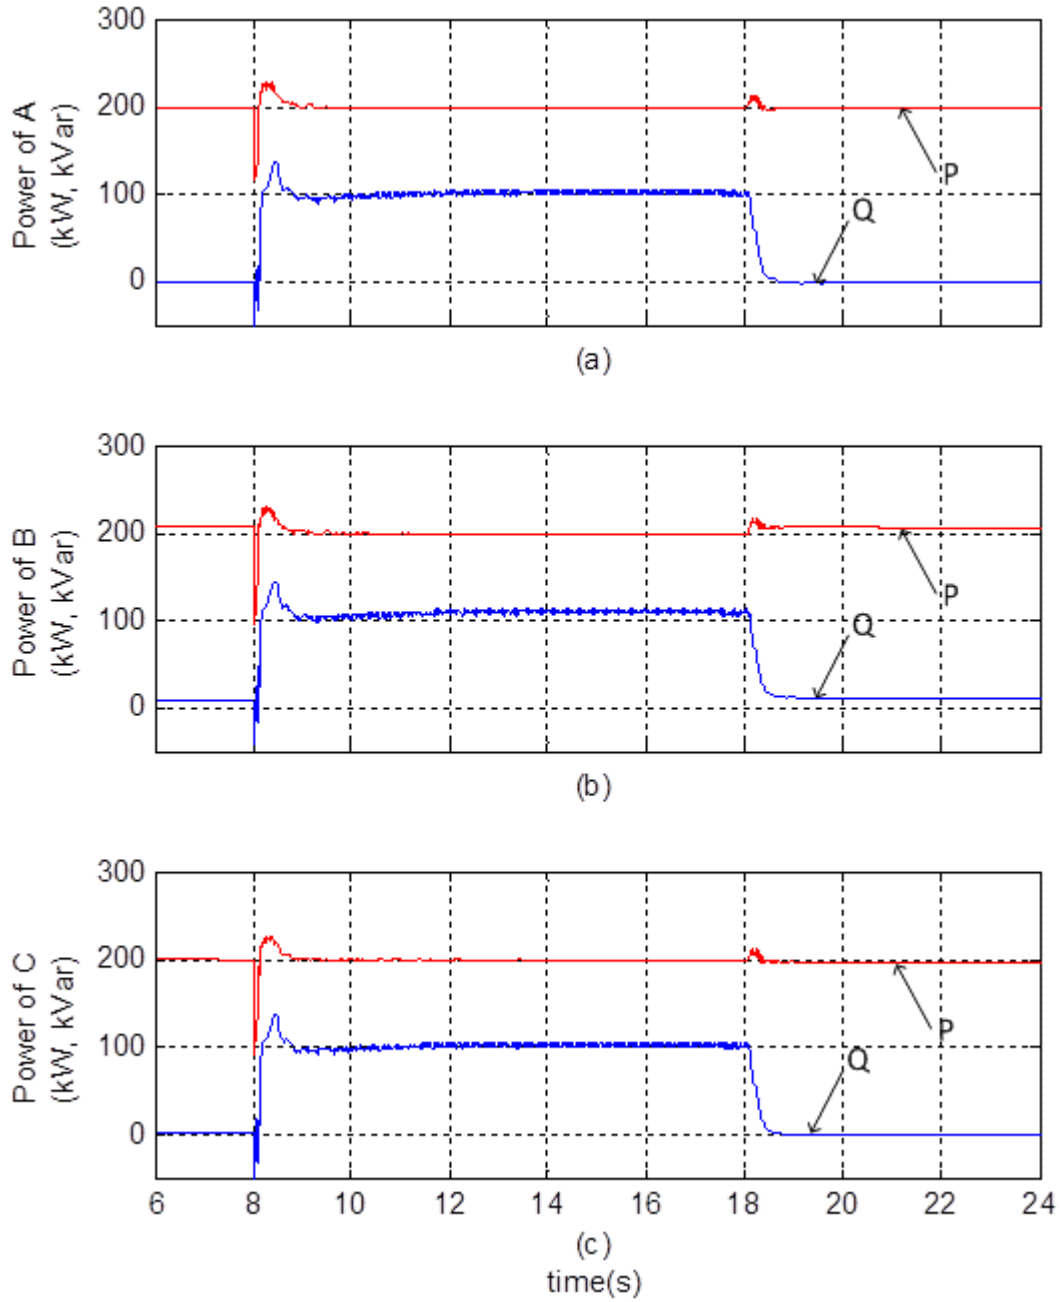 Power of A
(kW, kVar)
300
200
100
0
P
Q
(a)
Power of B
(kW, kVar)
300
200
100
0
P
Q
(b)
Power of C
(kW, kVar)
300
200
100
0
P
Q
6 8 10 12 14 16 18 20 22 24
(c)
time(s)